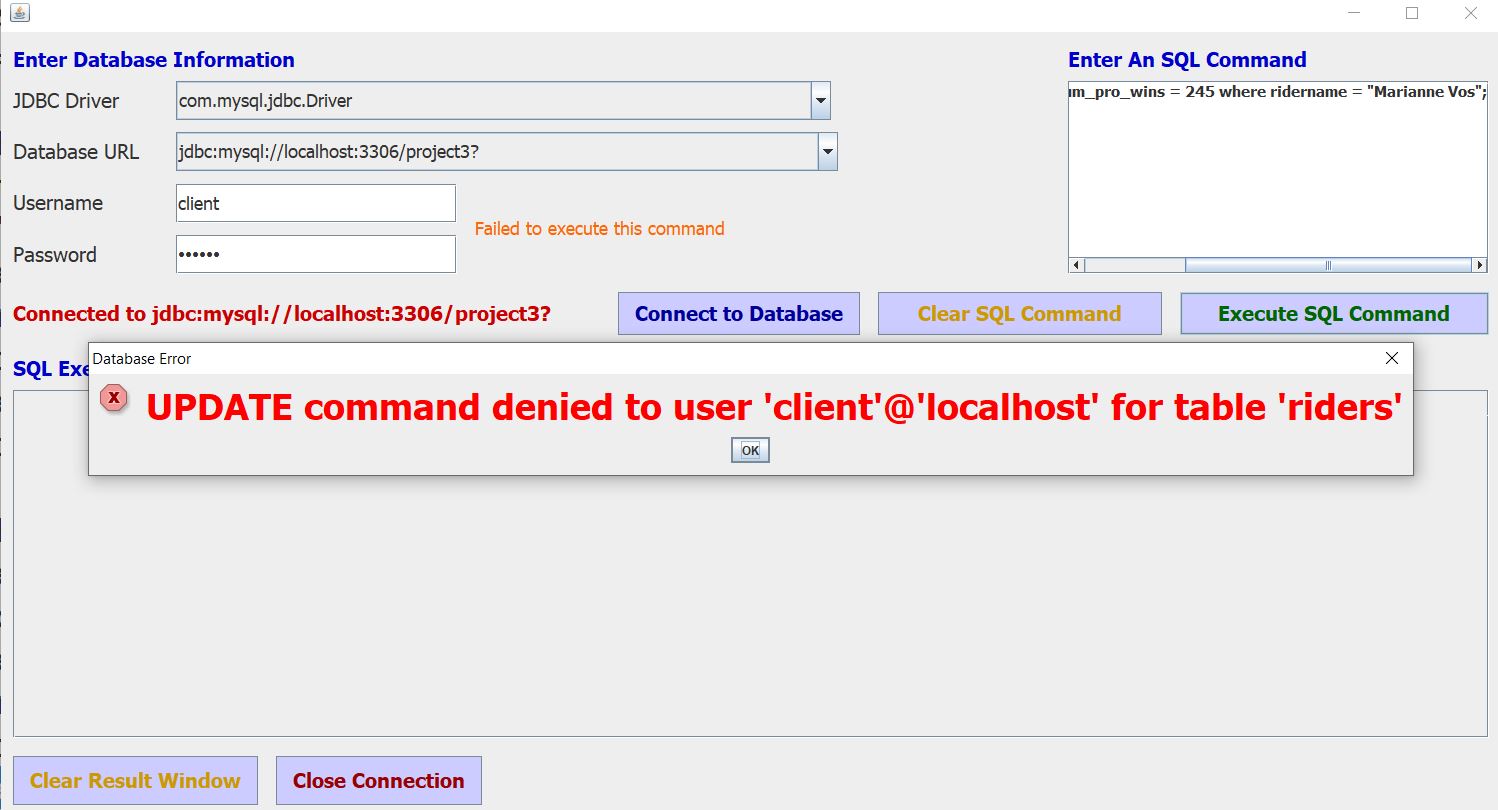 Enter Database Information
Enter An SQL Command
JDBC Driver
com.mysql.jdbc.Driver
um_pro_wins = 245 where ridername = "Marianne Vos";
Database URL
jdbc:mysql://localhost:3306/project3?
Username
client
Failed to execute this command
Password
••••••
Connected to jdbc:mysql://localhost:3306/project3?
Connect to Database
Clear SQL Command
Execute SQL Command
SQL Exe
Database Error
UPDATE command denied to user 'client'@'localhost' for table 'riders'
OK
Clear Result Window
Close Connection